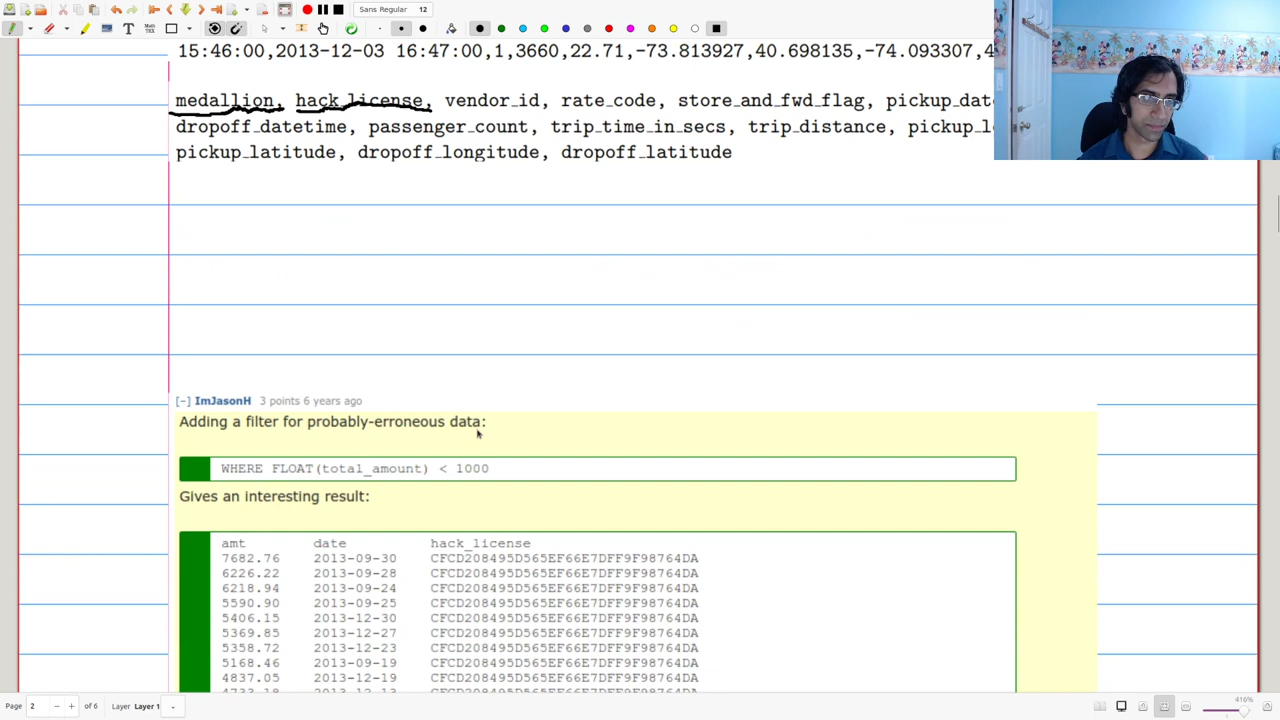 Sans Regular 12
15:46:00,2013-12-03 16:47:00,1,3660,22.71,-73.813927,40.698135,-74.093307,4
medallion, hack_license, vendor_id, rate_code, store_and_fwd_flag, pickup_dat
dropoff_datetime, passenger_count, trip_time_in_secs, trip_distance, pickup_l
pickup_latitude, dropoff_longitude, dropoff_latitude
[-] ImJasonH 3 points 6 years ago
Adding a filter for probably-erroneous data:
WHERE FLOAT(total_amount) < 1000
Gives an interesting result:
amt date hack_license
7682.76 2013-09-30 CFCD208495D565EF66E7DFF9F98764DA
6226.22 2013-09-28 CFCD208495D565EF66E7DFF9F98764DA
6218.94 2013-09-24 CFCD208495D565EF66E7DFF9F98764DA
5590.90 2013-09-25 CFCD208495D565EF66E7DFF9F98764DA
5406.15 2013-12-30 CFCD208495D565EF66E7DFF9F98764DA
5369.85 2013-12-27 CFCD208495D565EF66E7DFF9F98764DA
5358.72 2013-12-23 CFCD208495D565EF66E7DFF9F98764DA
5168.46 2013-09-19 CFCD208495D565EF66E7DFF9F98764DA
4837.05 2013-12-19 CFCD208495D565EF66E7DFF9F98764DA
Page 2 of 6 Layer Layer 1 416%